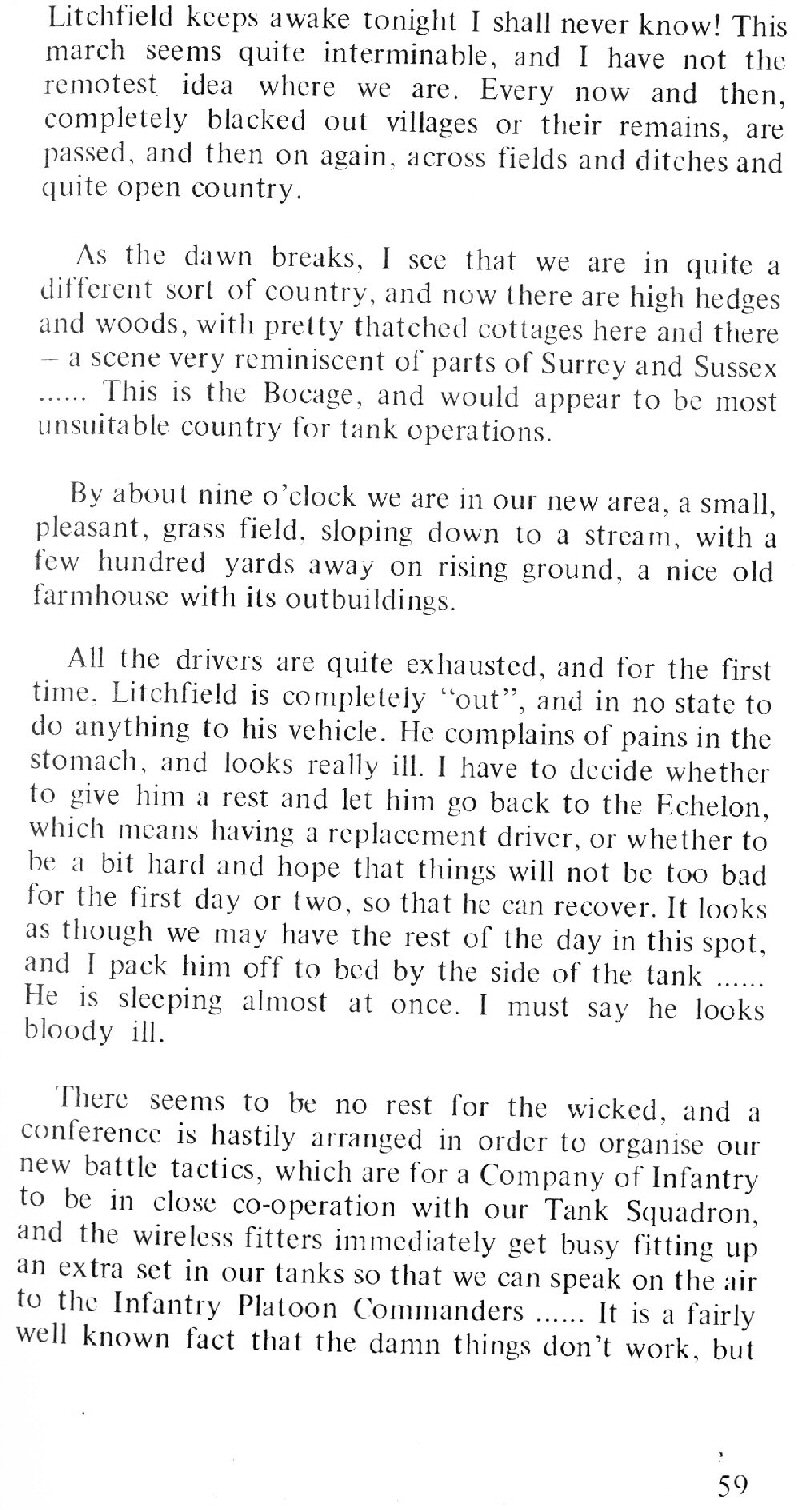 Litchfield keeps awake tonight I shall never know! This
march seems quite interminable, and I have not the
remotest idea where we are. Every now and then,
completely blacked out villages or their remains, are
passed, and then on again, across fields and ditches and
quite open country.
As the dawn breaks, I see that we are in quite a
different sort of country, and now there are high hedges
and woods, with pretty thatched cottages here and there
– a scene very reminiscent of parts of Surrey and Sussex
...... This is the Bocage, and would appear to be most
unsuitable country for tank operations.
By about nine o'clock we are in our new area, a small,
pleasant, grass field, sloping down to a stream, with a
few hundred yards away on rising ground, a nice old
farmhouse with its outbuildings.
All the drivers are quite exhausted, and for the first
time, Litchfield is completely “out”, and in no state to
do anything to his vehicle. He complains of pains in the
stomach, and looks really ill. I have to decide whether
to give him a rest and let him go back to the Echelon,
which means having a replacement driver, or whether to
be a bit hard and hope that things will not be too bad
for the first day or two, so that he can recover. It looks
as though we may have the rest of the day in this spot,
and I pack him off to bed by the side of the tank ......
He is sleeping almost at once. I must say he looks
bloody ill.
There seems to be no rest for the wicked, and a
conference is hastily arranged in order to organise our
new battle tactics, which are for a Company of Infantry
to be in close co-operation with our Tank Squadron,
and the wireless fitters immediately get busy fitting up
an extra set in our tanks so that we can speak on the air
to the Infantry Platoon Commanders ...... It is a fairly
well known fact that the damn things don't work, but
59